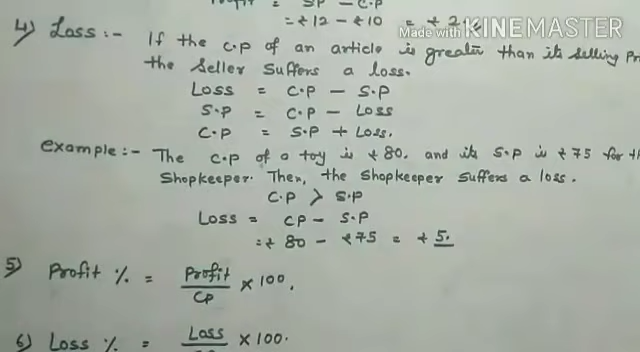 = SP - C.P
= ₹12 - ₹10 = ₹2
Made with KINEMASTER
4) Loss :-
If the C.P of an article is greater than its selling
the seller suffers a loss.
Loss = C.P - S.P
S.P = C.P - Loss
C.P = S.P + Loss.
Example :- The C.P of a toy is ₹80. and its S.P is ₹75 for
Shopkeeper. Then, the Shopkeeper suffers a loss.
C.P > S.P
Loss = CP - S.P
= ₹80 - ₹75 = ₹5.
5) Profit % = Profit/CP × 100.
6) Loss % = Loss × 100.